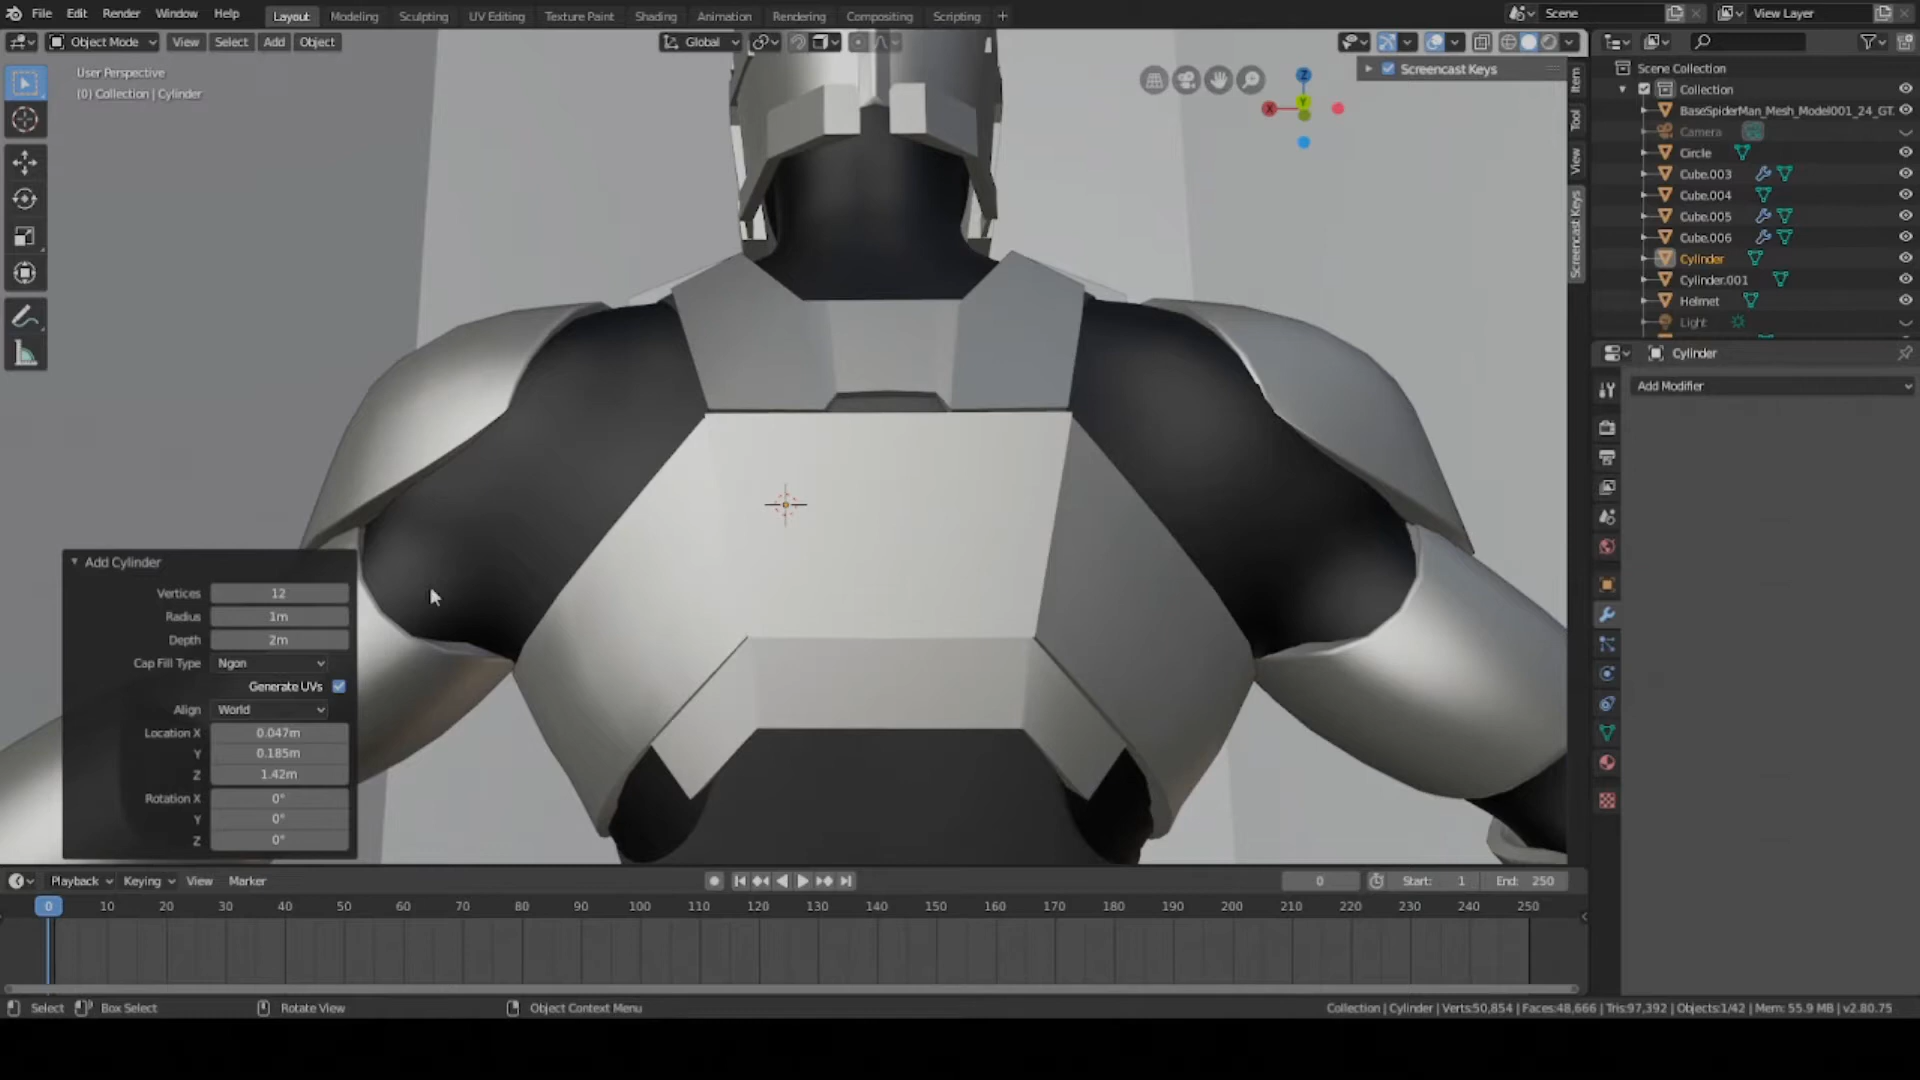 File Edit Render Window Help Layout Modeling Sculpting UV Editing Texture Paint Shading Animation Rendering Compositing Scripting + Scene View Layer
Object Mode View Select Add Object Global
User Perspective
(0) Collection | Cylinder
Screencast Keys
Z
X
Y
Item
Tool
View
Screencast Keys
Scene Collection
Collection
BaseSpiderMan_Mesh_Model001_24_GT.
Camera
Circle
Cube.003
Cube.004
Cube.005
Cube.006
Cylinder
Cylinder.001
Helmet
Light
Cylinder
Add Modifier
Add Cylinder
Vertices 12
Radius 1m
Depth 2m
Cap Fill Type Ngon
Generate UVs
Align World
Location X 0.047m
Y 0.185m
Z 1.42m
Rotation X 0°
Y 0°
Z 0°
Playback Keying View Marker 0 Start: 1 End: 250
0 10 20 30 40 50 60 70 80 90 100 110 120 130 140 150 160 170 180 190 200 210 220 230 240 250
Select Box Select Rotate View Object Context Menu Collection | Cylinder | Verts:50,854 | Faces:48,666 | Tris:97,392 | Objects:1/42 | Mem: 55.9 MB | v2.80.75